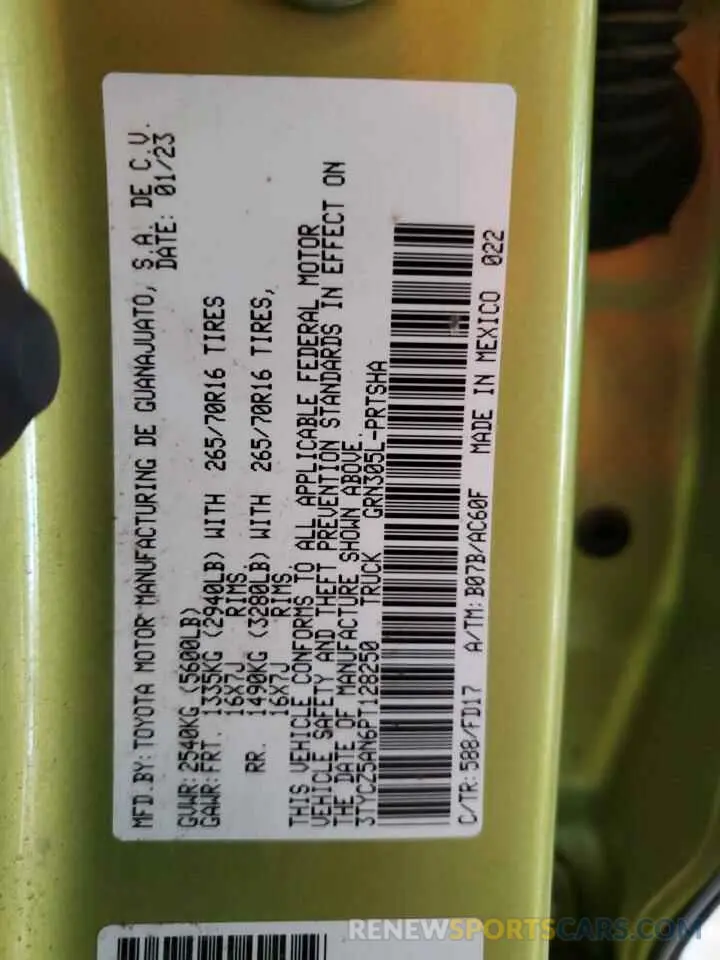 MFD.BY: TOYOTA MOTOR MANUFACTURING DE GUANAJUATO, S.A. DE C.V.
DATE: 01/23
GVWR: 2540KG (5600LB)
GAWR: FRT. 1335KG (2940LB) WITH 265/70R16 TIRES
16X7J RIMS.
RR. 1490KG (3280LB) WITH 265/70R16 TIRES,
16X7J RIMS.
THIS VEHICLE CONFORMS TO ALL APPLICABLE FEDERAL MOTOR
VEHICLE SAFETY AND THEFT PREVENTION STANDARDS IN EFFECT ON
THE DATE OF MANUFACTURE SHOWN ABOVE.
3TYCZ5AN6PT128250 TRUCK GRN305L-PRTSHA
C/TR: 588/FD17 A/TM: B07B/AC60F MADE IN MEXICO 022
RENEWSPORTSCARS.COM